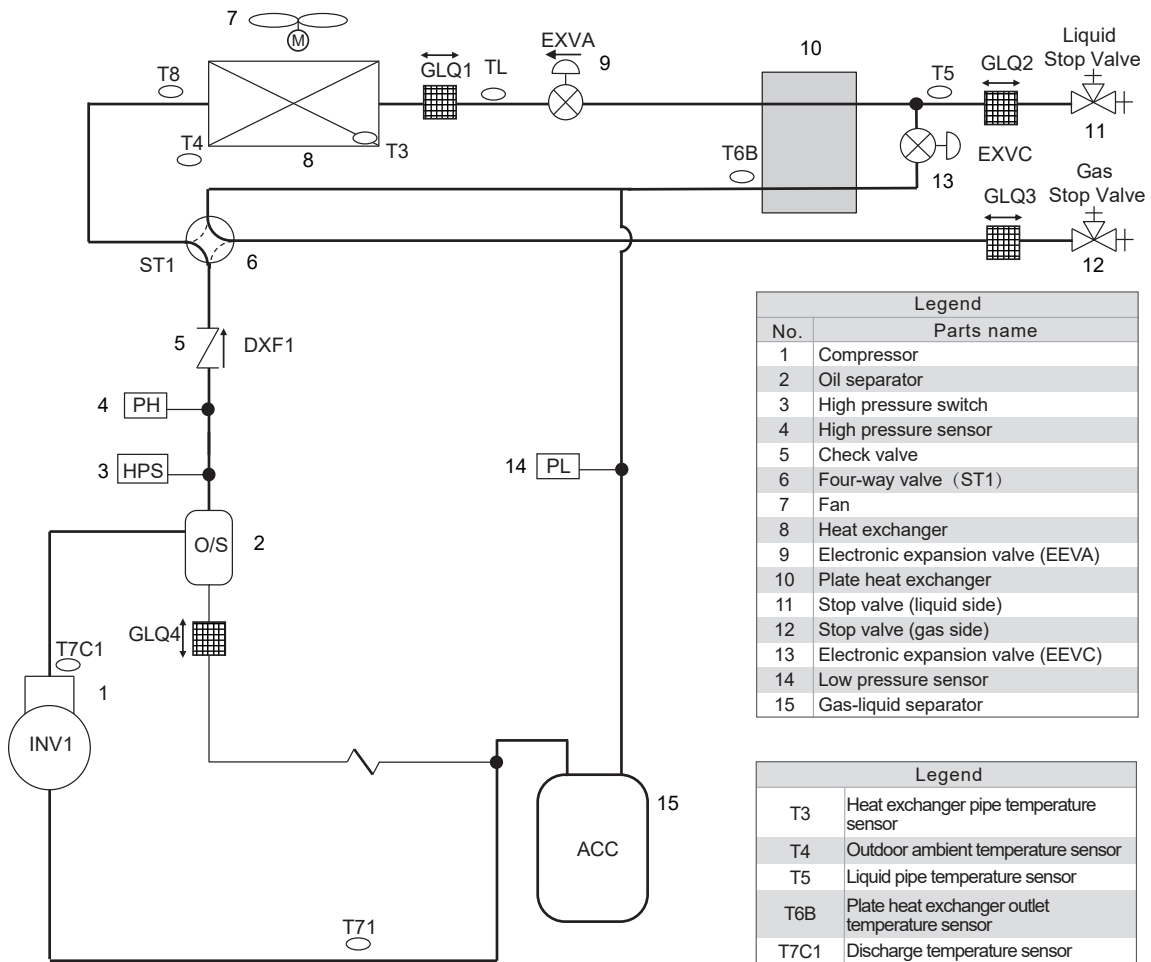 7
M
EXVA
9
10
Liquid
Stop Valve
T8
GLQ1
TL
T5
GLQ2
T4
T3
8
T6B
EXVC
13
11
Gas
Stop Valve
GLQ3
ST1
6
12
5
DXF1
4
PH
3
HPS
14
PL
O/S
2
GLQ4
T7C1
1
INV1
15
ACC
T71
Legend
No. Parts name
1 Compressor
2 Oil separator
3 High pressure switch
4 High pressure sensor
5 Check valve
6 Four-way valve（ST1）
7 Fan
8 Heat exchanger
9 Electronic expansion valve (EEVA)
10 Plate heat exchanger
11 Stop valve (liquid side)
12 Stop valve (gas side)
13 Electronic expansion valve (EEVC)
14 Low pressure sensor
15 Gas-liquid separator
Legend
T3 Heat exchanger pipe temperature
sensor
T4 Outdoor ambient temperature sensor
T5 Liquid pipe temperature sensor
T6B Plate heat exchanger outlet
temperature sensor
T7C1 Discharge temperature sensor